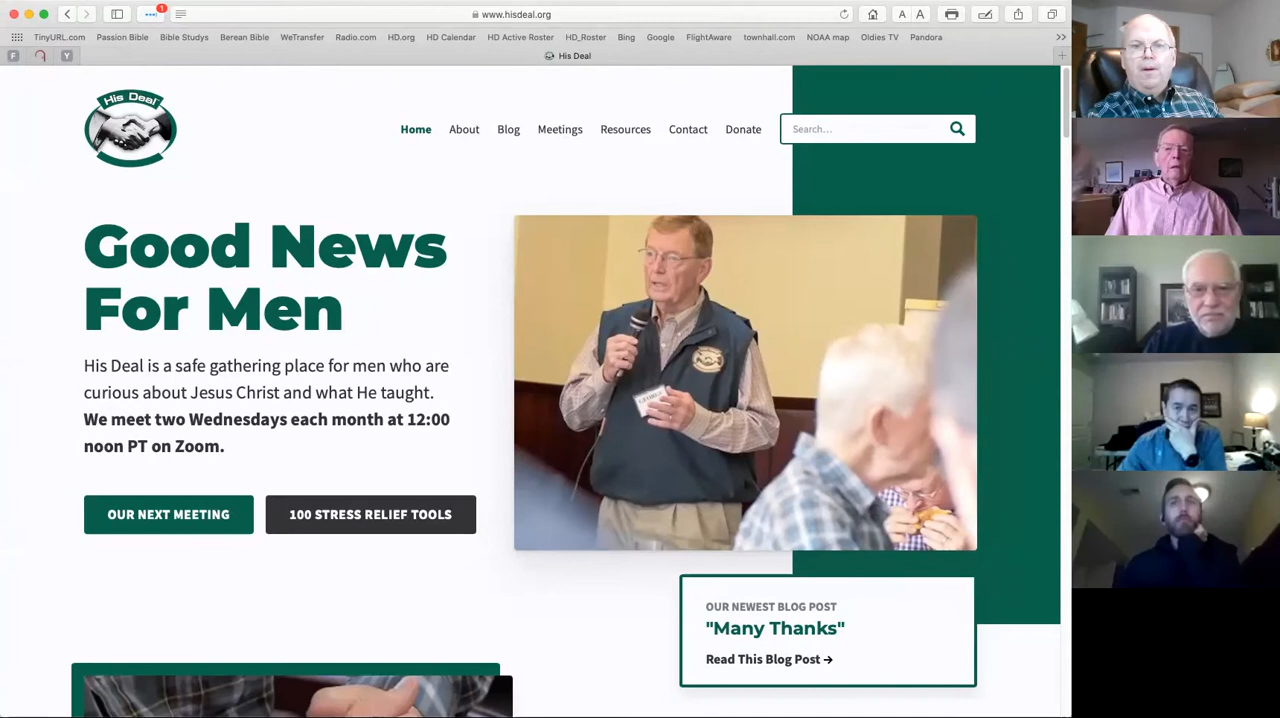 www.hisdeal.org
1
A A
TinyURL.com Passion Bible Bible Studys Berean Bible WeTransfer Radio.com HD.org HD Calendar HD Active Roster HD_Roster Bing Google FlightAware townhall.com NOAA map Oldies TV Pandora
F Y His Deal
His Deal
Home About Blog Meetings Resources Contact Donate Search...
Good News
For Men
His Deal is a safe gathering place for men who are
curious about Jesus Christ and what He taught.
We meet two Wednesdays each month at 12:00
noon PT on Zoom.
OUR NEXT MEETING 100 STRESS RELIEF TOOLS
GEORGE
OUR NEWEST BLOG POST
"Many Thanks"
Read This Blog Post →